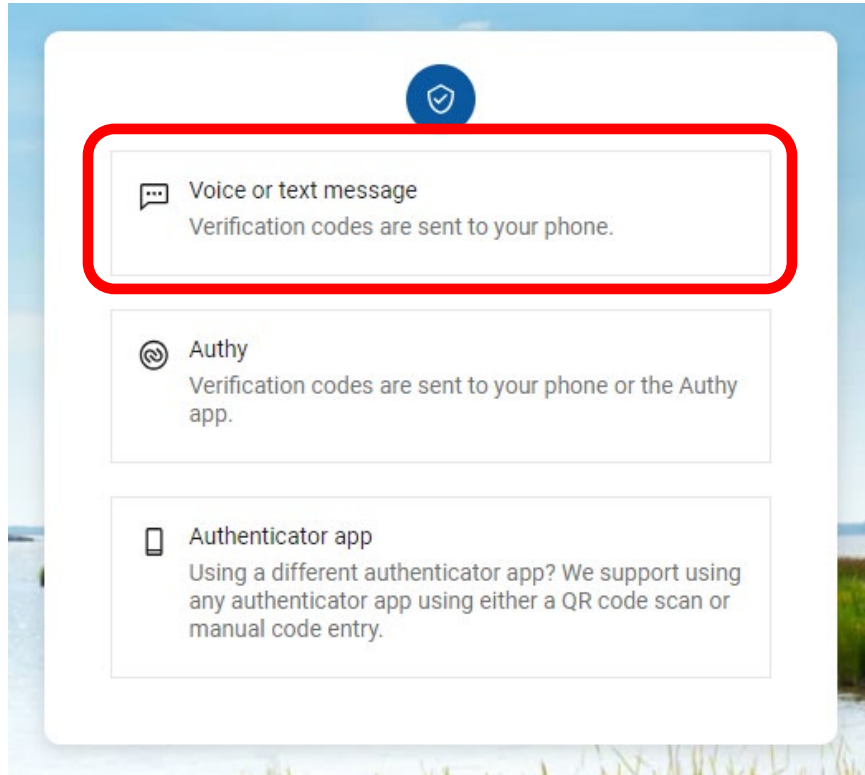 Voice or text message
Verification codes are sent to your phone.
Authy
Verification codes are sent to your phone or the Authy
app.
Authenticator app
Using a different authenticator app? We support using
any authenticator app using either a QR code scan or
manual code entry.